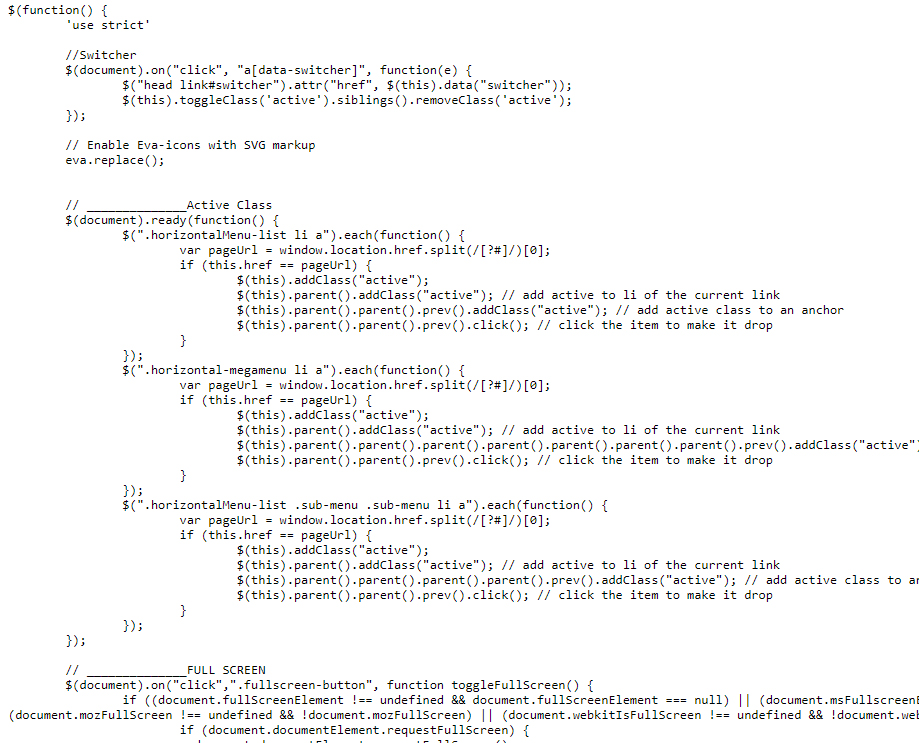 $(function() {
	'use strict'

	//Switcher
	$(document).on("click", "a[data-switcher]", function(e) {
		$("head link#switcher").attr("href", $(this).data("switcher"));
		$(this).toggleClass('active').siblings().removeClass('active');
	});

	// Enable Eva-icons with SVG markup
	eva.replace();


	// ______________Active Class
	$(document).ready(function() {
		$(".horizontalMenu-list li a").each(function() {
			var pageUrl = window.location.href.split(/[?#]/)[0];
			if (this.href == pageUrl) {
				$(this).addClass("active");
				$(this).parent().addClass("active"); // add active to li of the current link
				$(this).parent().parent().prev().addClass("active"); // add active class to an anchor
				$(this).parent().parent().prev().click(); // click the item to make it drop
			}
		});
		$(".horizontal-megamenu li a").each(function() {
			var pageUrl = window.location.href.split(/[?#]/)[0];
			if (this.href == pageUrl) {
				$(this).addClass("active");
				$(this).parent().addClass("active"); // add active to li of the current link
				$(this).parent().parent().parent().parent().parent().parent().parent().prev().addClass("active")
				$(this).parent().parent().prev().click(); // click the item to make it drop
			}
		});
		$(".horizontalMenu-list .sub-menu .sub-menu li a").each(function() {
			var pageUrl = window.location.href.split(/[?#]/)[0];
			if (this.href == pageUrl) {
				$(this).addClass("active");
				$(this).parent().addClass("active"); // add active to li of the current link
				$(this).parent().parent().parent().parent().prev().addClass("active"); // add active class to
				$(this).parent().parent().prev().click(); // click the item to make it drop
			}
		});
	});

	// ______________FULL SCREEN
	$(document).on("click",".fullscreen-button", function toggleFullScreen() {
		if ((document.fullScreenElement !== undefined && document.fullScreenElement === null) || (document.msFullscreenE
(document.mozFullScreen !== undefined && !document.mozFullScreen) || (document.webkitIsFullScreen !== undefined && !document.web
			if (document.documentElement.requestFullScreen) {